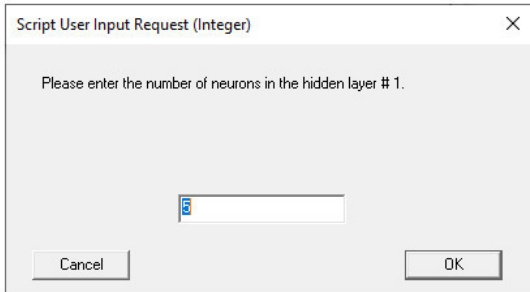 Script User Input Request (Integer)
Please enter the number of neurons in the hidden layer # 1.
5
Cancel
OK